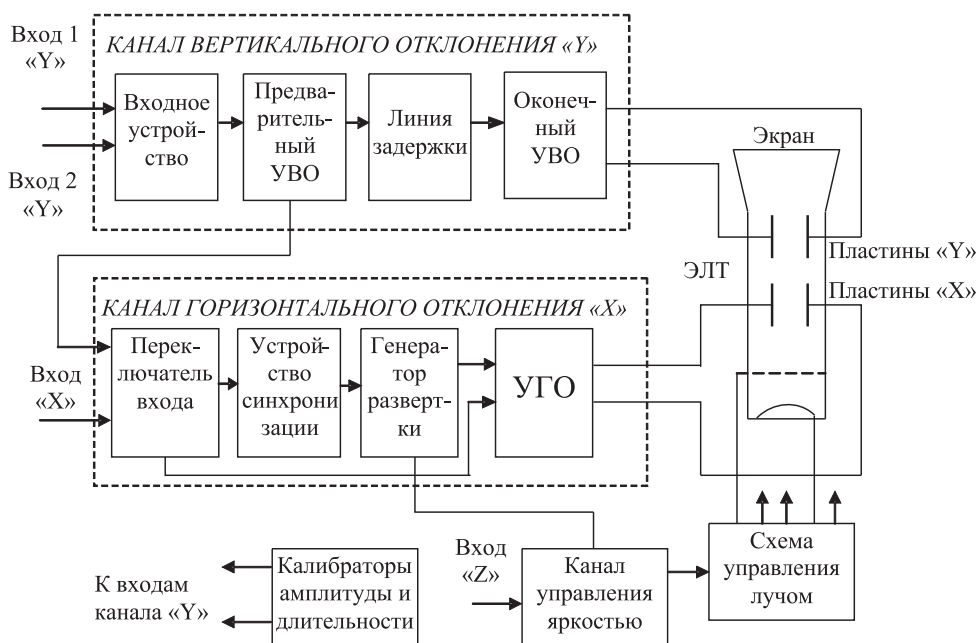 Вход 1
«Y»
КАНАЛ ВЕРТИКАЛЬНОГО ОТКЛОНЕНИЯ «Y»
Входное
устрой-
ство
Предва-
ритель-
ный
УВО
Линия
задержки
Оконеч-
ный
УВО
Вход 2
«Y»
Экран
ЭЛТ
Пластины «Y»
Пластины «X»
КАНАЛ ГОРИЗОНТАЛЬНОГО ОТКЛОНЕНИЯ «X»
Вход
«X»
Перек-
лючатель
входа
Устрой-
ство
синхрони
зации
Генера-
тор
разверт-
ки
УГО
К входам
канала «Y»
Калибраторы
амплитуды и
длительности
Вход
«Z»
Канал
управления
яркостью
Схема
управления
лучом